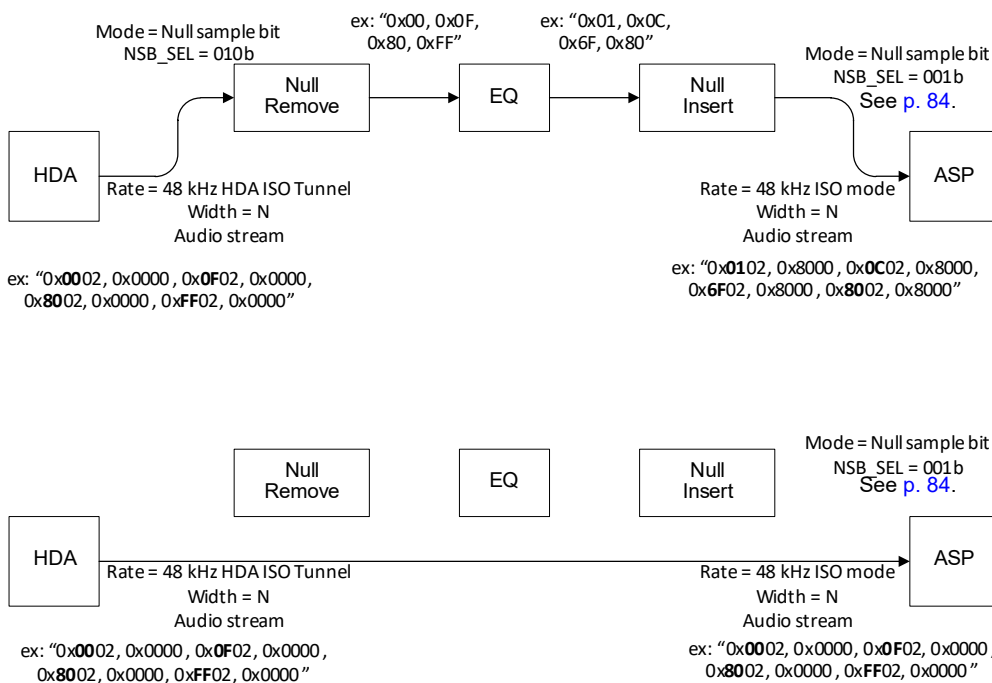 Mode = Null sample bit
NSB_SEL = 010b
ex: “0x00, 0x0F,
0x80, 0xFF”
ex: “0x01, 0x0C,
0x6F, 0x80”
Mode = Null sample bit
NSB_SEL = 001b
See p. 84.
Null
Remove
EQ
Null
Insert
HDA
ASP
Rate = 48 kHz HDA ISO Tunnel
Width = N
Audio stream
Rate = 48 kHz ISO mode
Width = N
Audio stream
ex: “0x0002, 0x0000 , 0x0F02, 0x0000,
0x8002, 0x0000 , 0xFF02, 0x0000”
ex: “0x0102, 0x8000 , 0x0C02, 0x8000,
0x6F02, 0x8000 , 0x8002, 0x8000”
Null
Remove
EQ
Null
Insert
Mode = Null sample bit
NSB_SEL = 001b
See p. 84.
HDA
ASP
Rate = 48 kHz HDA ISO Tunnel
Width = N
Audio stream
Rate = 48 kHz ISO mode
Width = N
Audio stream
ex: “0x0002, 0x0000 , 0x0F02, 0x0000 ,
0x8002, 0x0000 , 0xFF02, 0x0000”
ex: “0x0002, 0x0000 , 0x0F02, 0x0000 ,
0x8002, 0x0000 , 0xFF02, 0x0000”